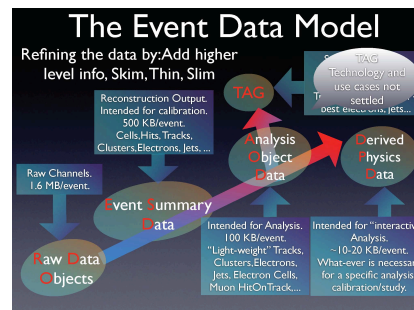 The Event Data Model
Refining the data by:Add higher
level info, Skim,Thin, Slim
TAG
Technology and
use cases not
settled
best electrons, Jets...
TAG
Reconstruction Output.
Intended for calibration.
500 KB/event.
Cells,Hits, Tracks,
Clusters,Electrons, Jets, ...
Raw Channels.
1.6 MB/event.
Analysis
Object
Data
Derived
Physics
Data
Event Summary
Data
Raw Data
Objects
Intended for Analysis.
100 KB/event.
"Light-weight" Tracks,
Clusters,Electrons,
Jets, Electron Cells,
Muon HitOnTrack,...
Intended for "interactiv
Analysis.
~10-20 KB/event.
What-ever is necessa
for a specific analysis
calibration/study.